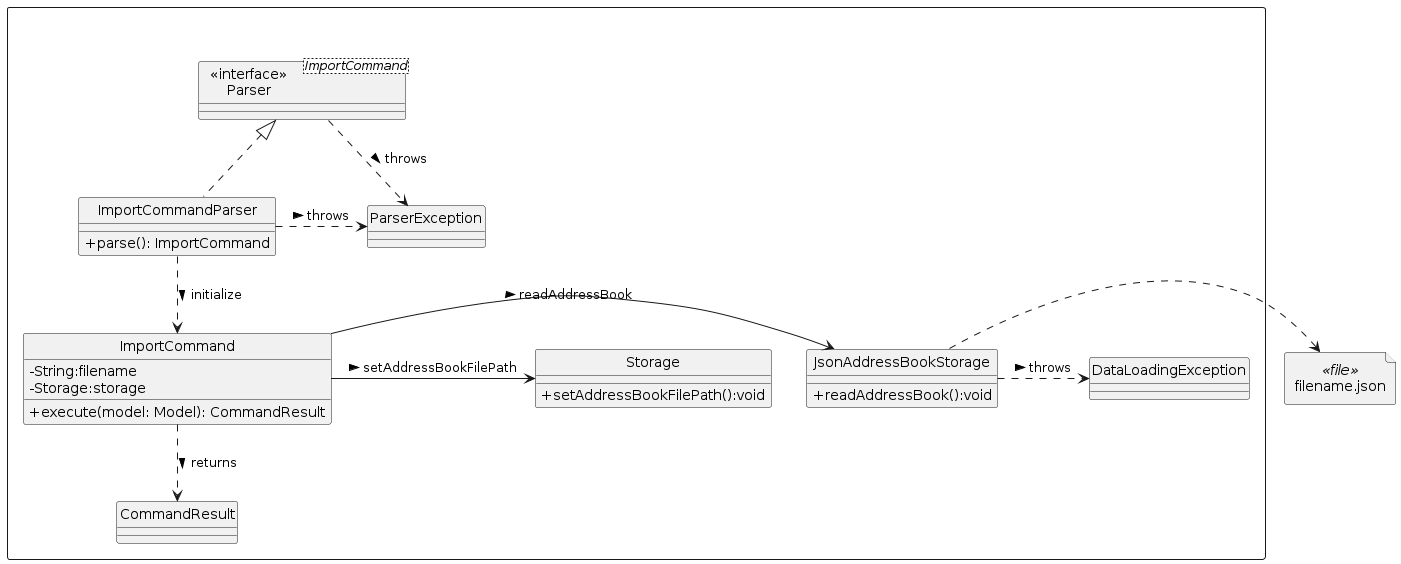 ImportCommand
«interface»
Parser
throws
ImportCommandParser
+parse(): ImportCommand
throws
ParserException
initialize
readAddressBook
ImportCommand
-String:filename
-Storage:storage
+execute(model: Model): CommandResult
setAddressBookFilePath
Storage
+setAddressBookFilePath():void
JsonAddressBookStorage
+readAddressBook():void
throws
DataLoadingException
«file»
filename.json
returns
CommandResult